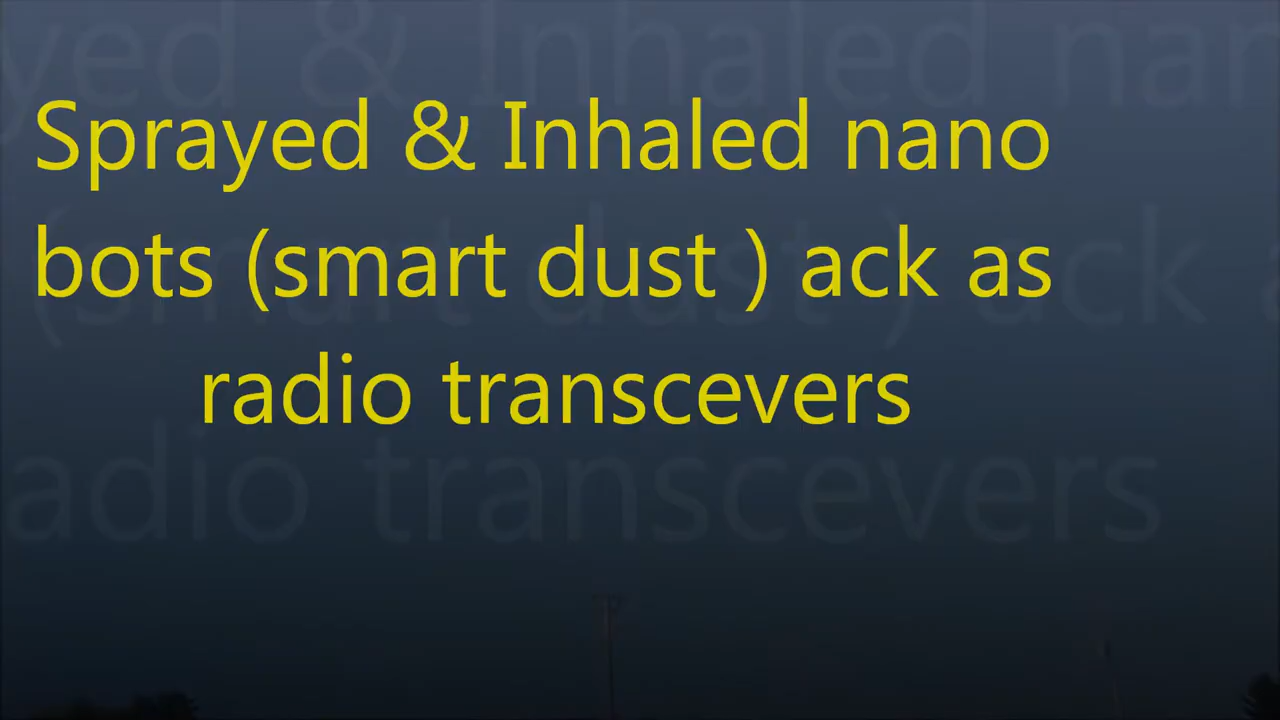 Sprayed & Inhaled nano
bots (smart dust ) ack as
radio transcevers